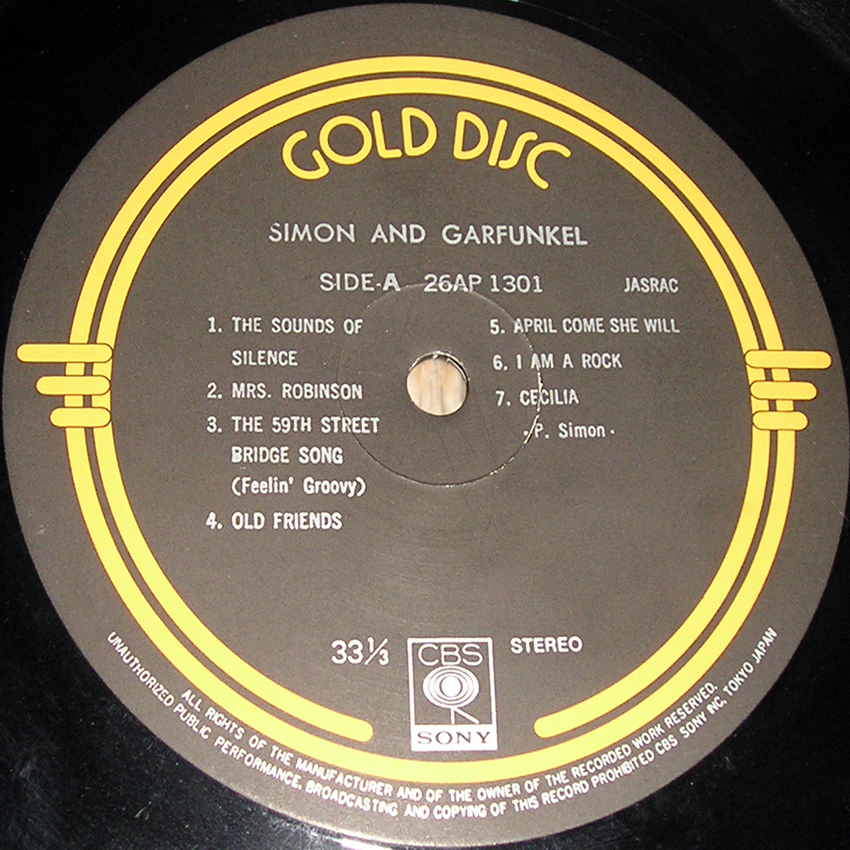 GOLD DISC
SIMON AND GARFUNKEL
SIDE-A 26AP 1301 JASRAC
1. THE SOUNDS OF
SILENCE
2. MRS. ROBINSON
3. THE 59TH STREET
BRIDGE SONG
(Feelin' Groovy)
4. OLD FRIENDS
5. APRIL COME SHE WILL
6. I AM A ROCK
7. CECILIA
·P. Simon·
33⅓
CBS
SONY
STEREO
ALL RIGHTS OF THE MANUFACTURER AND OF THE OWNER OF THE RECORDED WORK RESERVED.
UNAUTHORIZED PUBLIC PERFORMANCE, BROADCASTING AND COPYING OF THIS RECORD PROHIBITED CBS SONY INC. TOKYO JAPAN